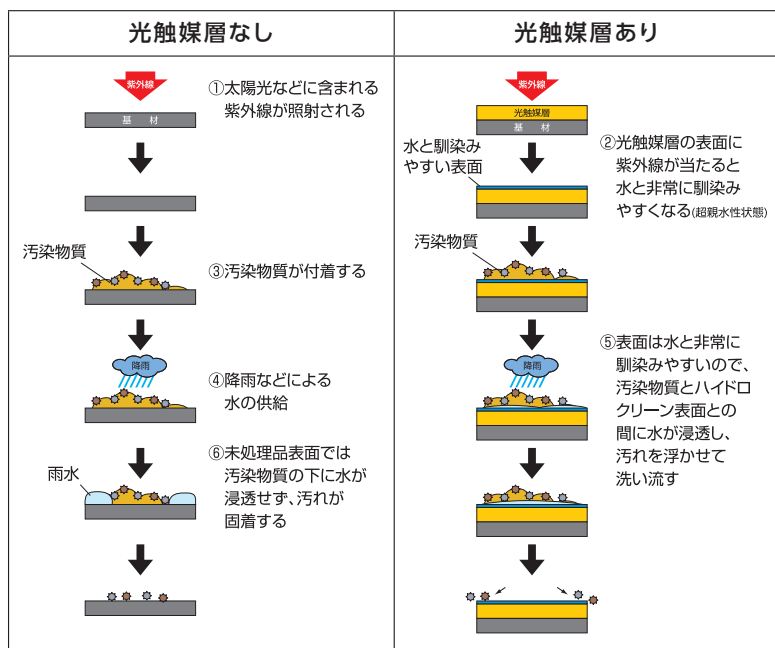 光触媒層なし
紫外線
基 材
①太陽光などに含まれる
紫外線が照射される
汚染物質
③汚染物質が付着する
降雨
④降雨などによる
水の供給
雨水
⑥未処理品表面では
汚染物質の下に水が
浸透せず、汚れが
固着する
光触媒層あり
紫外線
光触媒層
基 材
水と馴染み
やすい表面
②光触媒層の表面に
紫外線が当たると
水と非常に馴染み
やすくなる(超親水性状態)
汚染物質
降雨
⑤表面は水と非常に
馴染みやすいので、
汚染物質とハイドロ
クリーン表面との
間に水が浸透し、
汚れを浮かせて
洗い流す